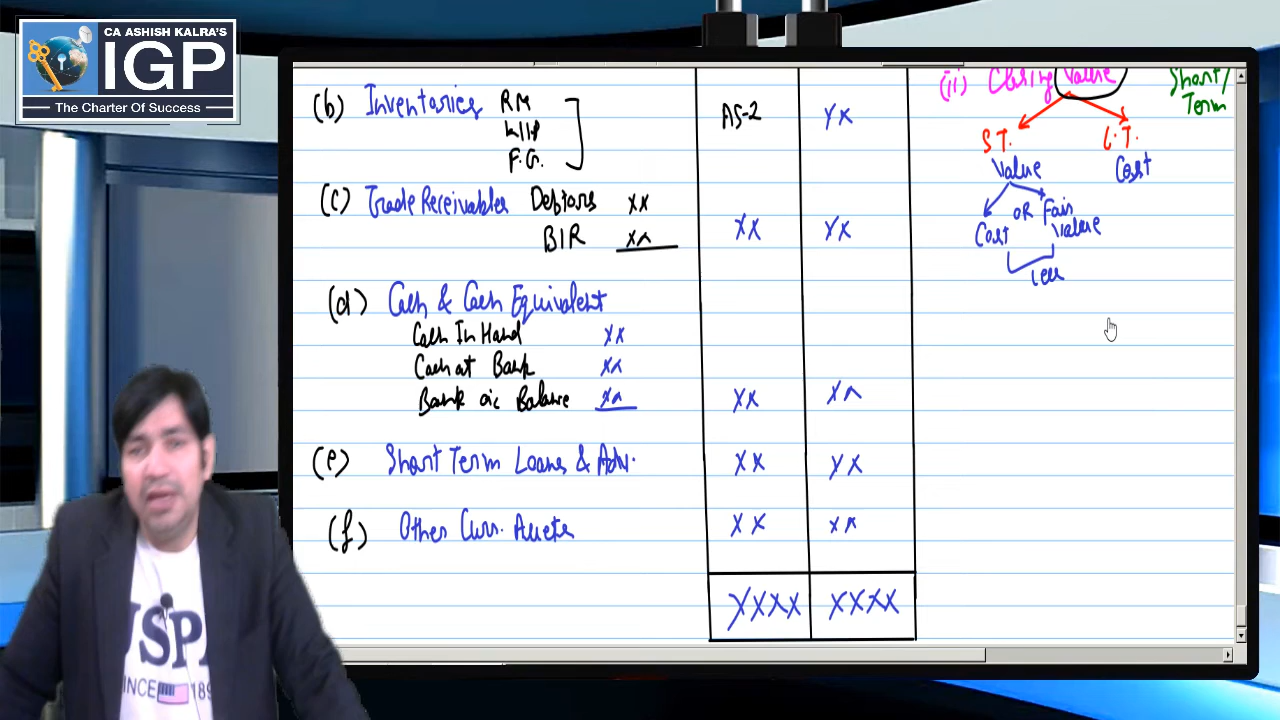 CA ASHISH KALRA'S
IGP
The Charter Of Success
(b) Inventories RM
WIP
F.G.
AS-2 XX
(c) Trade Receivables Debtors XX
B/R XX
XX XX
(d) Cash & Cash Equivalent
Cash In Hand XX
Cash at Bank XX
Bank o/c Balance XX
XX XX
(e) Short Term Loans & Adv. XX XX
(f) Other Curr. Assets XX XX
XXXX XXXX
(ii) Closing Value
Short/
Term
S.T. L.T.
Value Cost
Cost OR Fair
Value
Less
USPA
SINCE 189